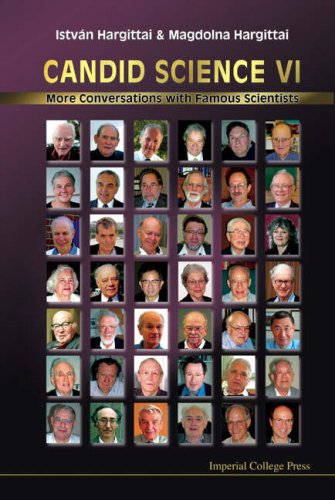 István Hargittai & Magdolna Hargittai
CANDID SCIENCE VI
More Conversations with Famous Scientists
Imperial College Press